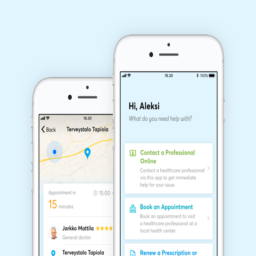 15.20
Back
Terveystalo Tapiola
Appointment in
15:00
15 minutes
Jarkko Mattila
General doctor
Terveystalo Tapiola
15.20
100%
Hi, Aleksi
What do you need help with?
Contact a Professional
Online
Contact a healthcare professional
via this app to get immediate
help for your issue.
Book an Appointment
Book an appointment to visit
a healthcare professional at a
local health center.
Renew a Prescription or